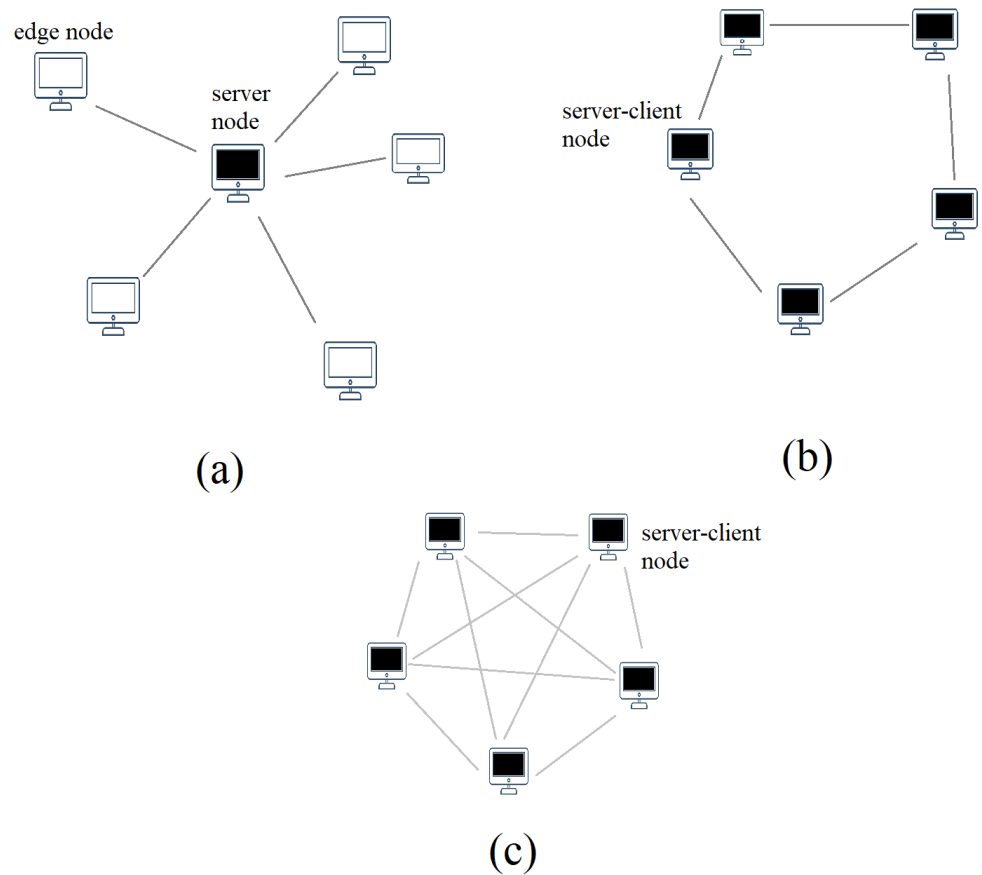 edge node
server
node
server-client
node
(a)
(b)
server-client
node
(c)